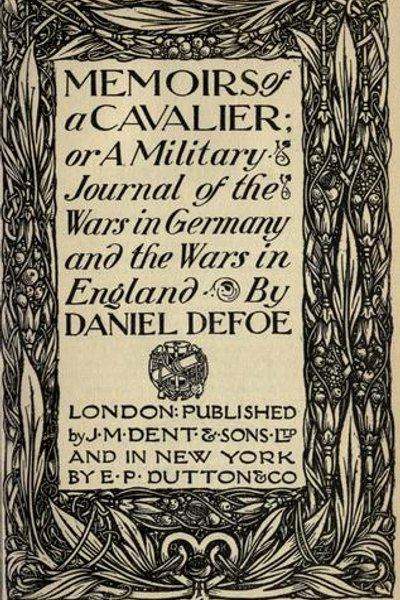 MEMOIRS of
a CAVALIER;
or A Military
Journal of the
Wars in Germany
and the Wars in
England By
DANIEL DEFOE
LONDON: PUBLISHED
by J. M. DENT & SONS LTD
AND IN NEW YORK
BY E. P. DUTTON & CO